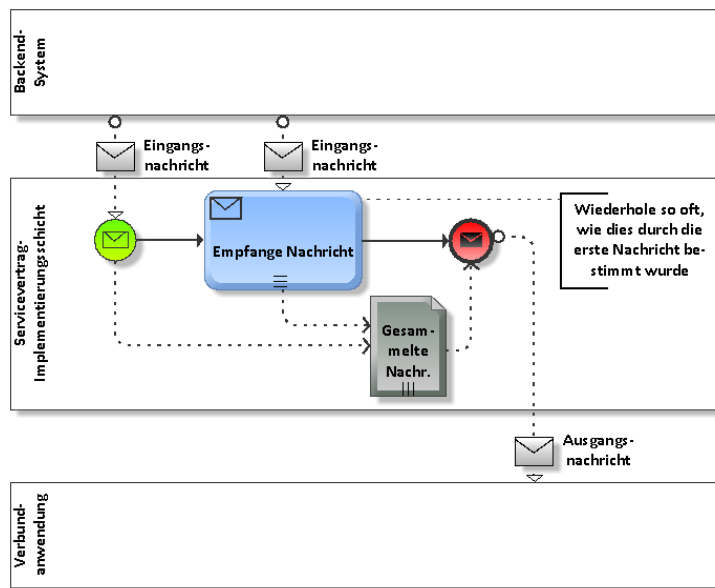 Backend-
System
Eingangs-
nachricht
Eingangs-
nachricht
Servicevertrag-
Implementierungsschicht
Empfange Nachricht
Wiederhole so oft,
wie dies durch die
erste Nachricht be-
stimmt wurde
Gesam-
melte
Nachr.
Ausgangs-
nachricht
Verbund-
anwendung